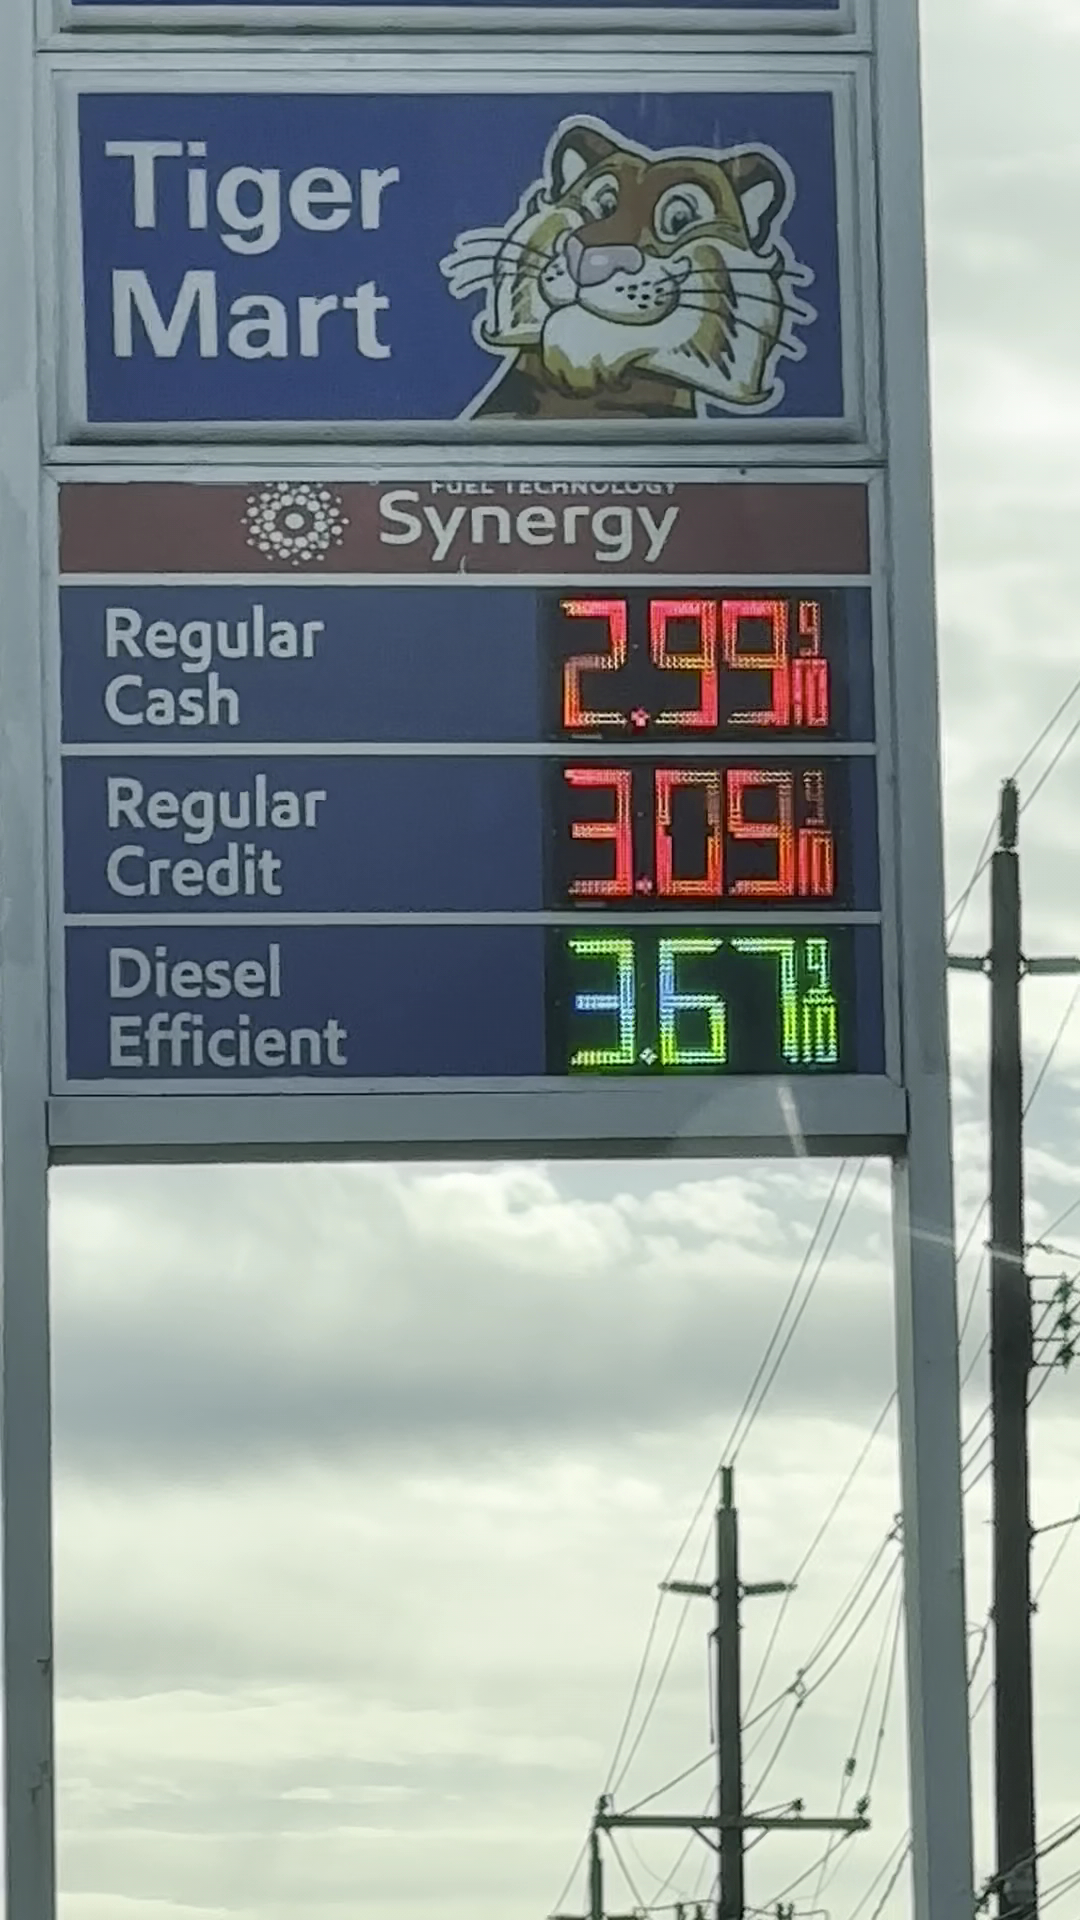 Tiger
Mart
FUEL TECHNOLOGY
Synergy
Regular
Cash
2.99 9/10
Regular
Credit
3.09 9/10
Diesel
Efficient
3.67 9/10